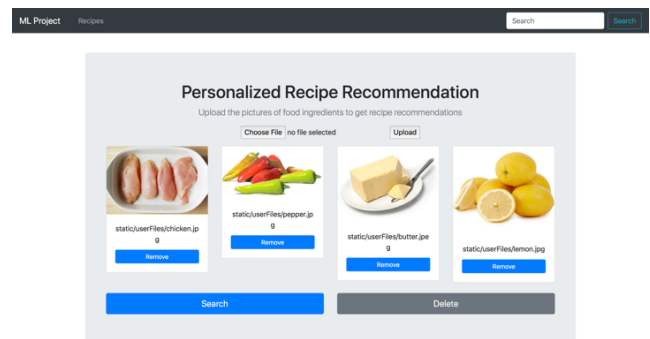 ML Project Recipes Search Search
Personalized Recipe Recommendation
Upload the pictures of food ingredients to get recipe recommendations
Choose File no file selected Upload
static/userFiles/chicken.jp
g
Remove
static/userFiles/pepper.jp
g
Remove
static/userFiles/butter.jpe
g
Remove
static/userFiles/lemon.jpg
Remove
Search Delete